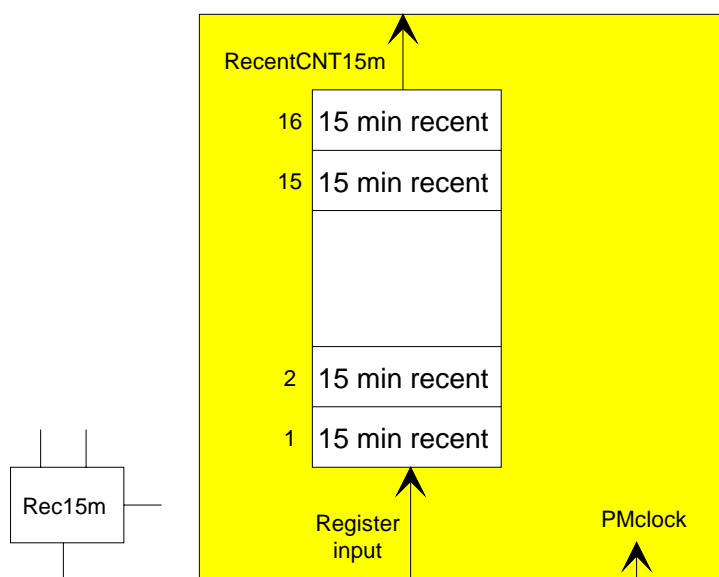 RecentCNT15m
16 15 min recent
15 15 min recent
2 15 min recent
1 15 min recent
Rec15m
Register
input
PMclock